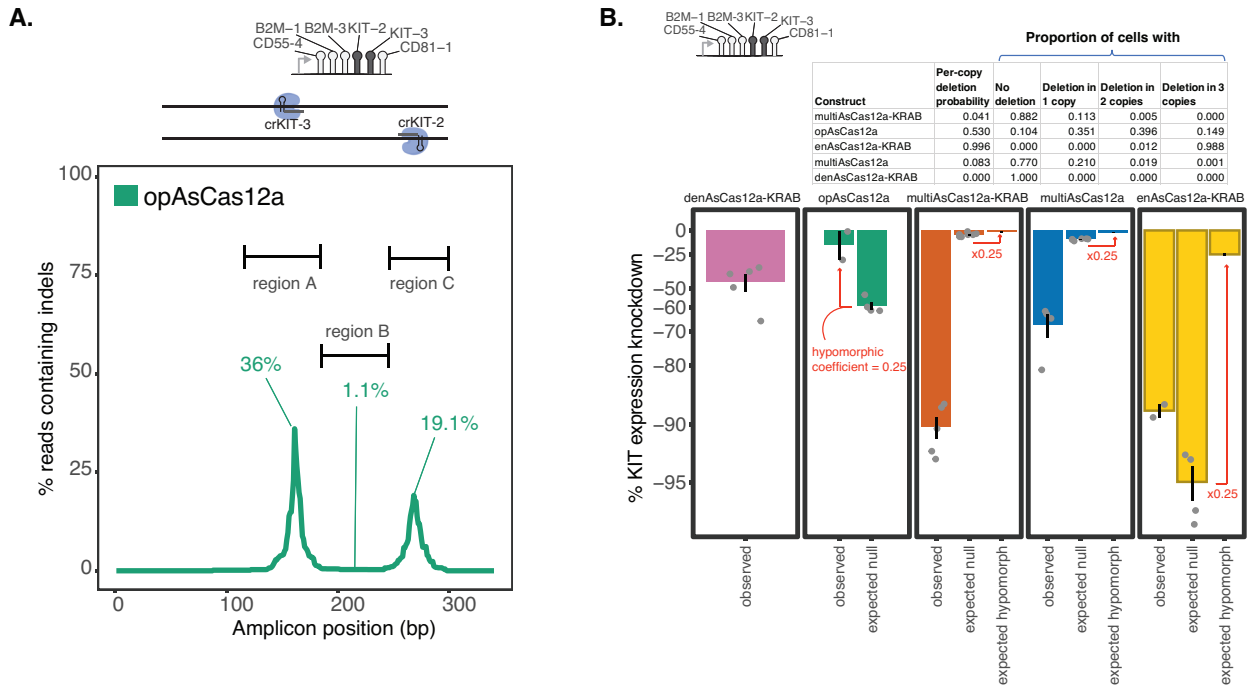 A.
B2M−1 B2M-3 KIT−2 KIT−3
CD55-4 CD81−1
crKIT-3
crKIT-2
opAsCas12a
100
75
50
25
0
% reads containing indels
region A
region C
region B
36%
1.1%
19.1%
0 100 200 300
Amplicon position (bp)
B.
B2M−1 B2M-3 KIT−2 KIT−3
CD55-4 CD81−1
Proportion of cells with
Construct | Per-copy deletion probability | No deletion | Deletion in 1 copy | Deletion in 2 copies | Deletion in 3 copies
multiAsCas12a-KRAB 0.041 0.882 0.113 0.005 0.000
opAsCas12a 0.530 0.104 0.351 0.396 0.149
enAsCas12a-KRAB 0.996 0.000 0.000 0.012 0.988
multiAsCas12a 0.083 0.770 0.210 0.019 0.001
denAsCas12a-KRAB 0.000 1.000 0.000 0.000 0.000
denAsCas12a-KRAB opAsCas12a multiAsCas12a-KRAB multiAsCas12a enAsCas12a-KRAB
0
−25
−50
−60
−70
−80
−90
−95
% KIT expression knockdown
hypomorphic
coefficient = 0.25
x0.25
x0.25
x0.25
observed
observed
expected null
observed
expected null
expected hypomorph
observed
expected null
expected hypomorph
observed
expected null
expected hypomorph